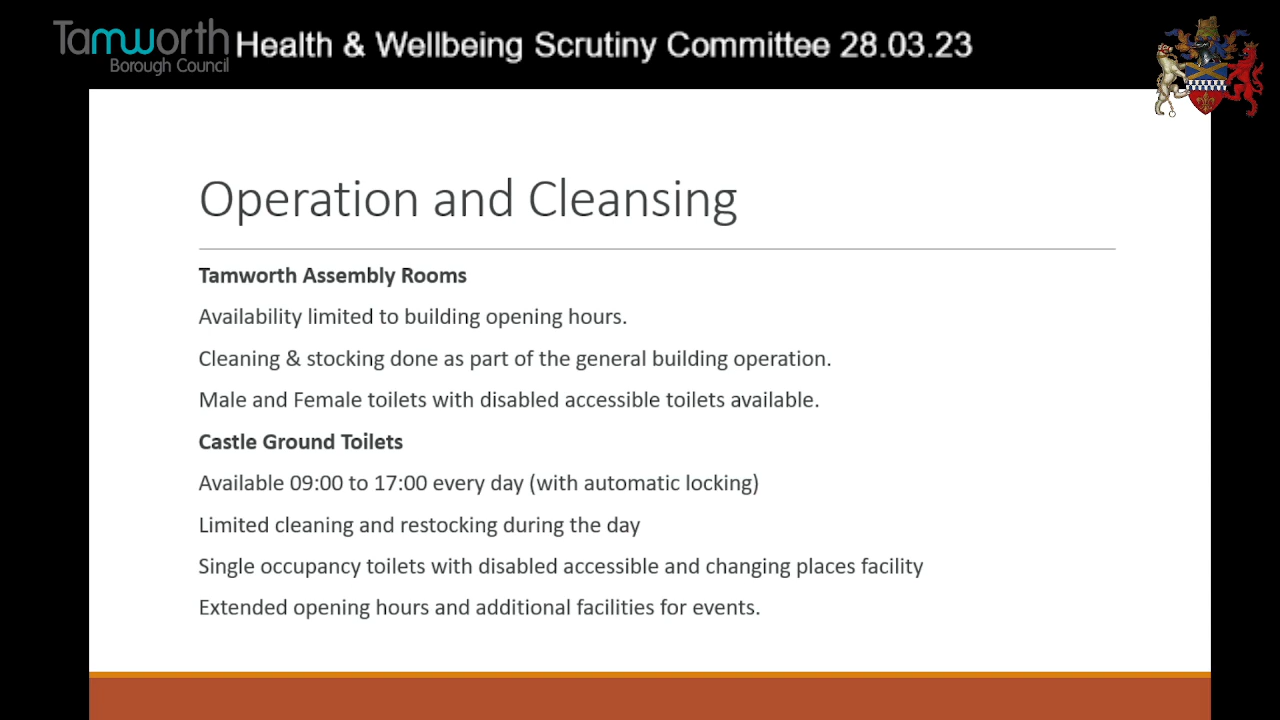 Tamworth
Borough Council
Health & Wellbeing Scrutiny Committee 28.03.23
Operation and Cleansing
Tamworth Assembly Rooms
Availability limited to building opening hours.
Cleaning & stocking done as part of the general building operation.
Male and Female toilets with disabled accessible toilets available.
Castle Ground Toilets
Available 09:00 to 17:00 every day (with automatic locking)
Limited cleaning and restocking during the day
Single occupancy toilets with disabled accessible and changing places facility
Extended opening hours and additional facilities for events.